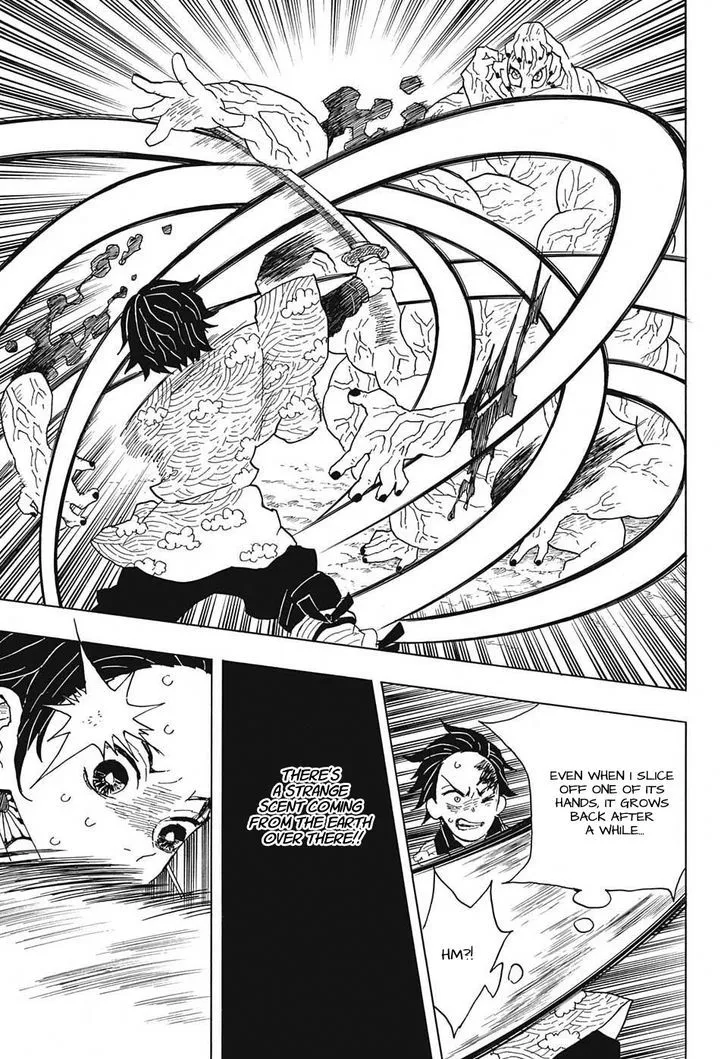 EVEN WHEN I SLICE
OFF ONE OF ITS
HANDS, IT GROWS
BACK AFTER
A WHILE...
HM?!
THERE'S
A STRANGE
SCENT COMING
FROM THE EARTH
OVER THERE!!